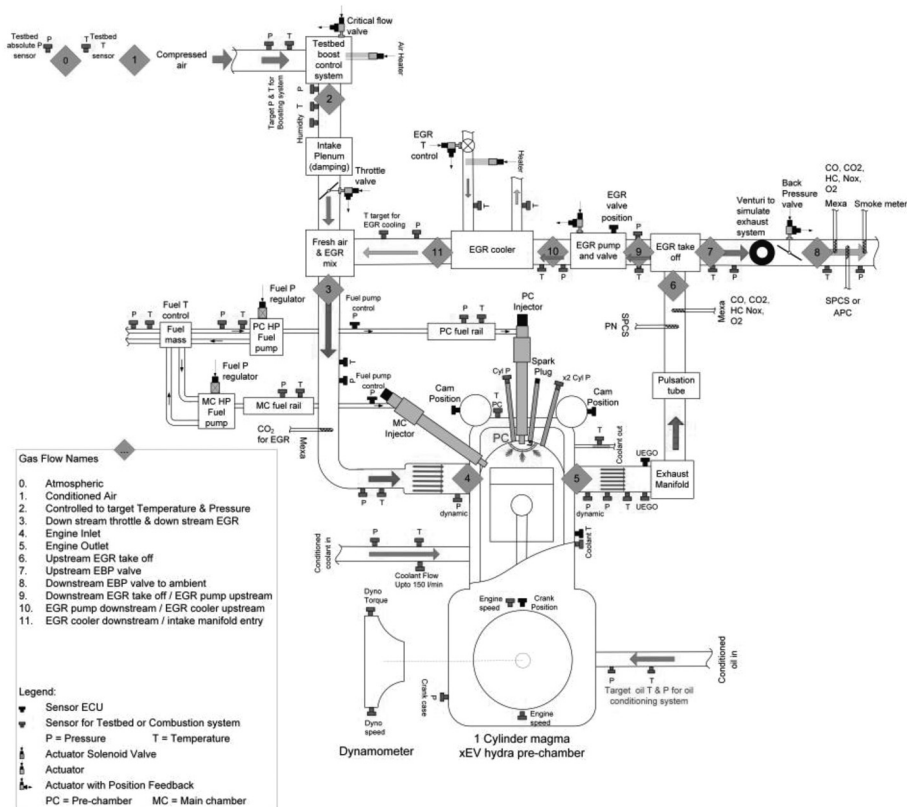 Testbed
absolute P
sensor
P
T
Testbed
T
sensor
0
1
Compressed
air
P
T
Target P & T for
Boosting system
Critical flow
valve
Testbed
boost
control
system
Air Heater
2
P
T
Humidity
Intake
Plenum
(damping)
Throttle
valve
EGR
T
control
Heater
T
T
T target for
EGR cooling
P
Fresh air
& EGR
mix
11
EGR cooler
10
T
P
EGR pump
and valve
EGR
valve
position
P
9
T
EGR take
off
7
T
P
Venturi to
simulate
exhaust
system
Back
Pressure
valve
8
CO, CO2,
HC, Nox,
O2
Mexa
Smoke meter
T
P
SPCS or
APC
6
3
Mexa
CO, CO2,
HC Nox,
O2
SPCS
PN
Pulsation
tube
Exhaust
Manifold
Fuel T
control
Fuel P
regulator
P
T
Fuel
mass
PC HP
Fuel
pump
Fuel pump
control
P
P
T
PC fuel rail
PC
Injector
Fuel P
regulator
MC HP
Fuel
pump
P
T
MC fuel rail
T
P
Fuel pump
control
P
MC
Injector
CO2
for EGR
Mexa
Cam
Position
T
PC
Cyl P
Spark
Plug
x2 Cyl P
Cam
Position
PC
T
Coolant out
4
5
P
T
P
dynamic
P
dynamic
P
T
UEGO
UEGO
Coolant T
Conditioned
coolant in
P
T
Coolant Flow
Upto 150 l/min
Dyno
Torque
Dyno
speed
Dynamometer
Engine
speed
Crank
Position
Engine
speed
P
Crank
case
1 Cylinder magma
xEV hydra pre-chamber
P
T
Target oil T & P for oil
conditioning system
Conditioned
oil in
...
Gas Flow Names
0. Atmospheric
1. Conditioned Air
2. Controlled to target Temperature & Pressure
3. Down stream throttle & down stream EGR
4. Engine Inlet
5. Engine Outlet
6. Upstream EGR take off
7. Upstream EBP valve
8. Downstream EBP valve to ambient
9. Downstream EGR take off / EGR pump upstream
10. EGR pump downstream / EGR cooler upstream
11. EGR cooler downstream / intake manifold entry
Legend:
Sensor ECU
Sensor for Testbed or Combustion system
P = Pressure T = Temperature
Actuator Solenoid Valve
Actuator
Actuator with Position Feedback
PC = Pre-chamber MC = Main chamber